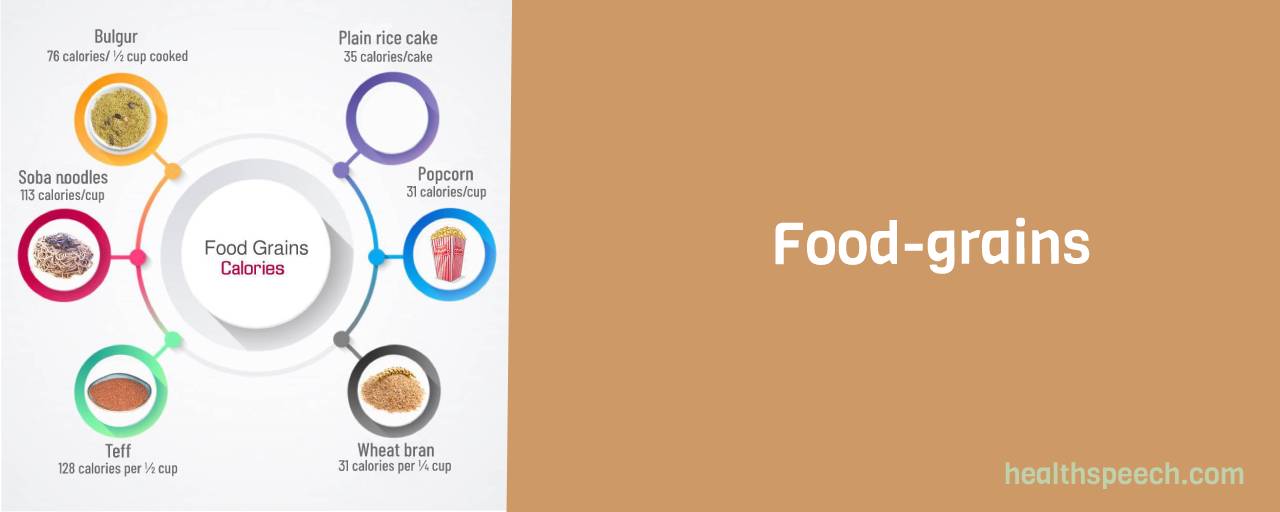 Bulgur
76 calories/ ½ cup cooked
Plain rice cake
35 calories/cake
Soba noodles
113 calories/cup
Popcorn
31 calories/cup
Food Grains
Calories
Teff
128 calories per ½ cup
Wheat bran
31 calories per ¼ cup
Food-grains
healthspeech.com